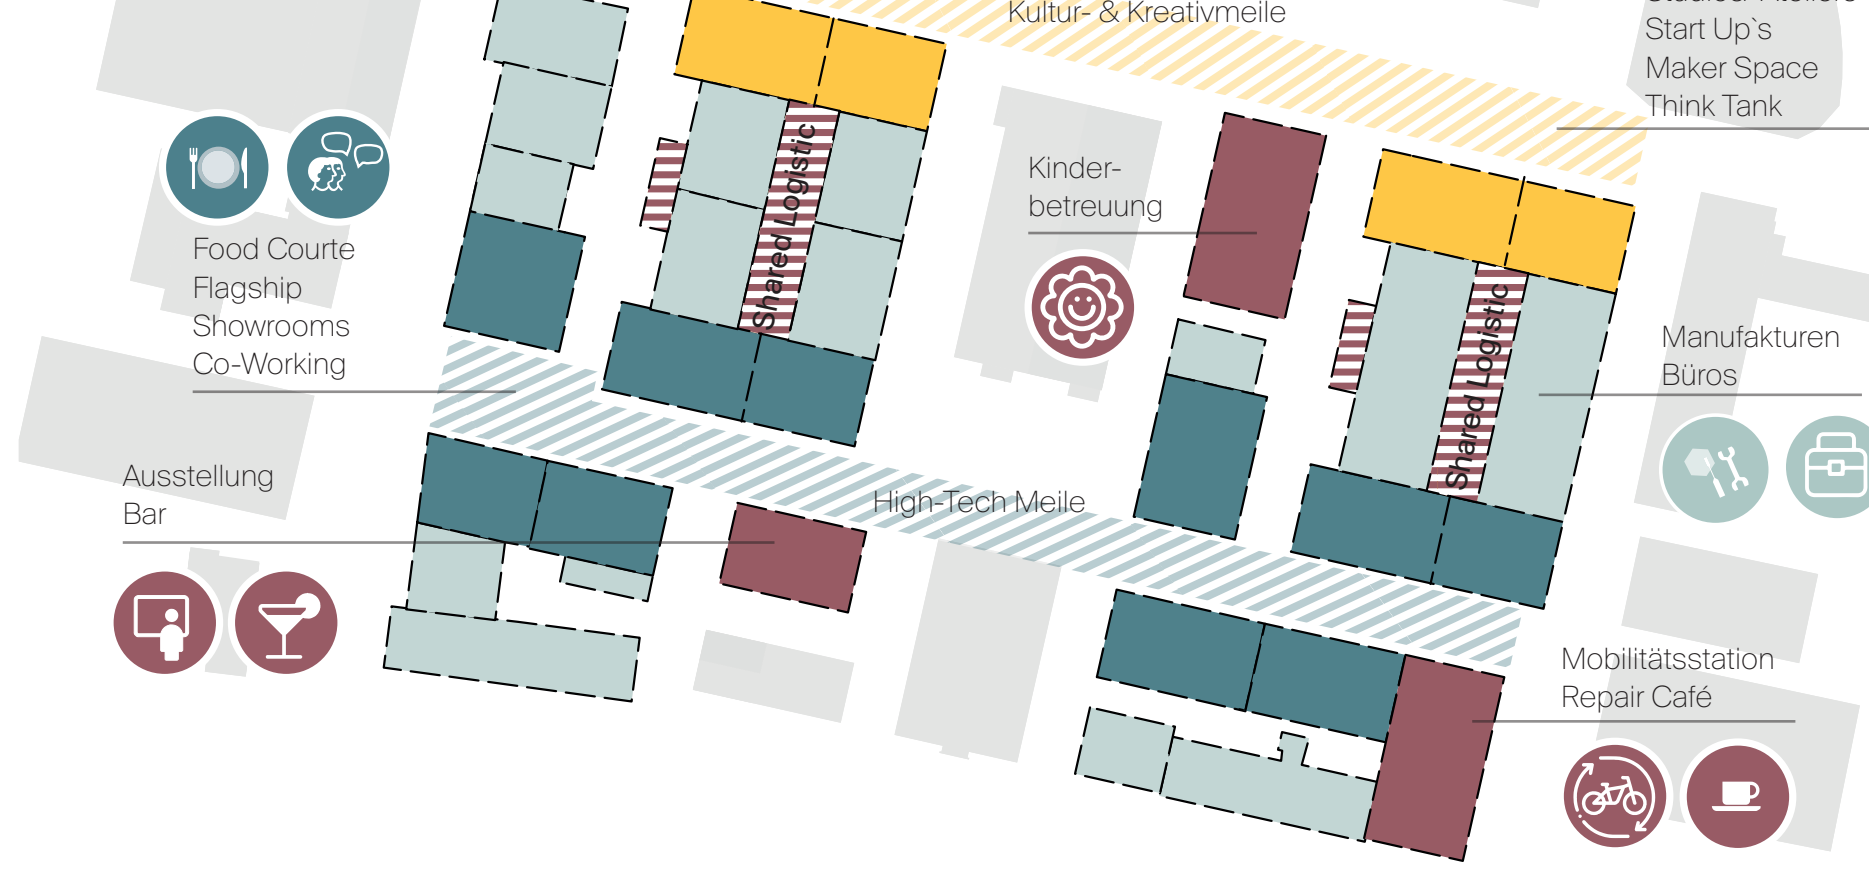 Kultur- & Kreativmeile
Start Up`s
Maker Space
Think Tank
Kinder-
betreuung
Shared Logistic
Food Courte
Flagship
Showrooms
Co-Working
Shared Logistic
Manufakturen
Büros
Ausstellung
Bar
High-Tech Meile
Mobilitätsstation
Repair Café